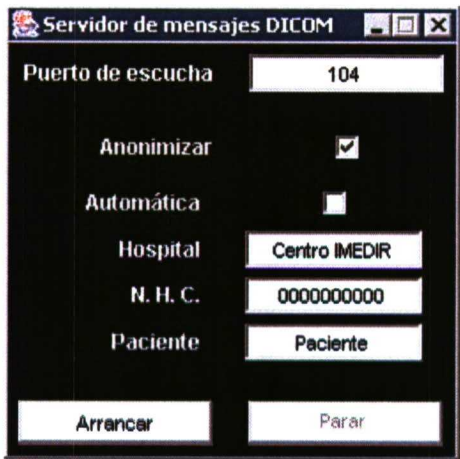 Servidor de mensajes DICOM
Puerto de escucha 104
Anonimizar
Automática
Hospital Centro IMEDIR
N. H. C. 0000000000
Paciente Paciente
Arrancar Parar